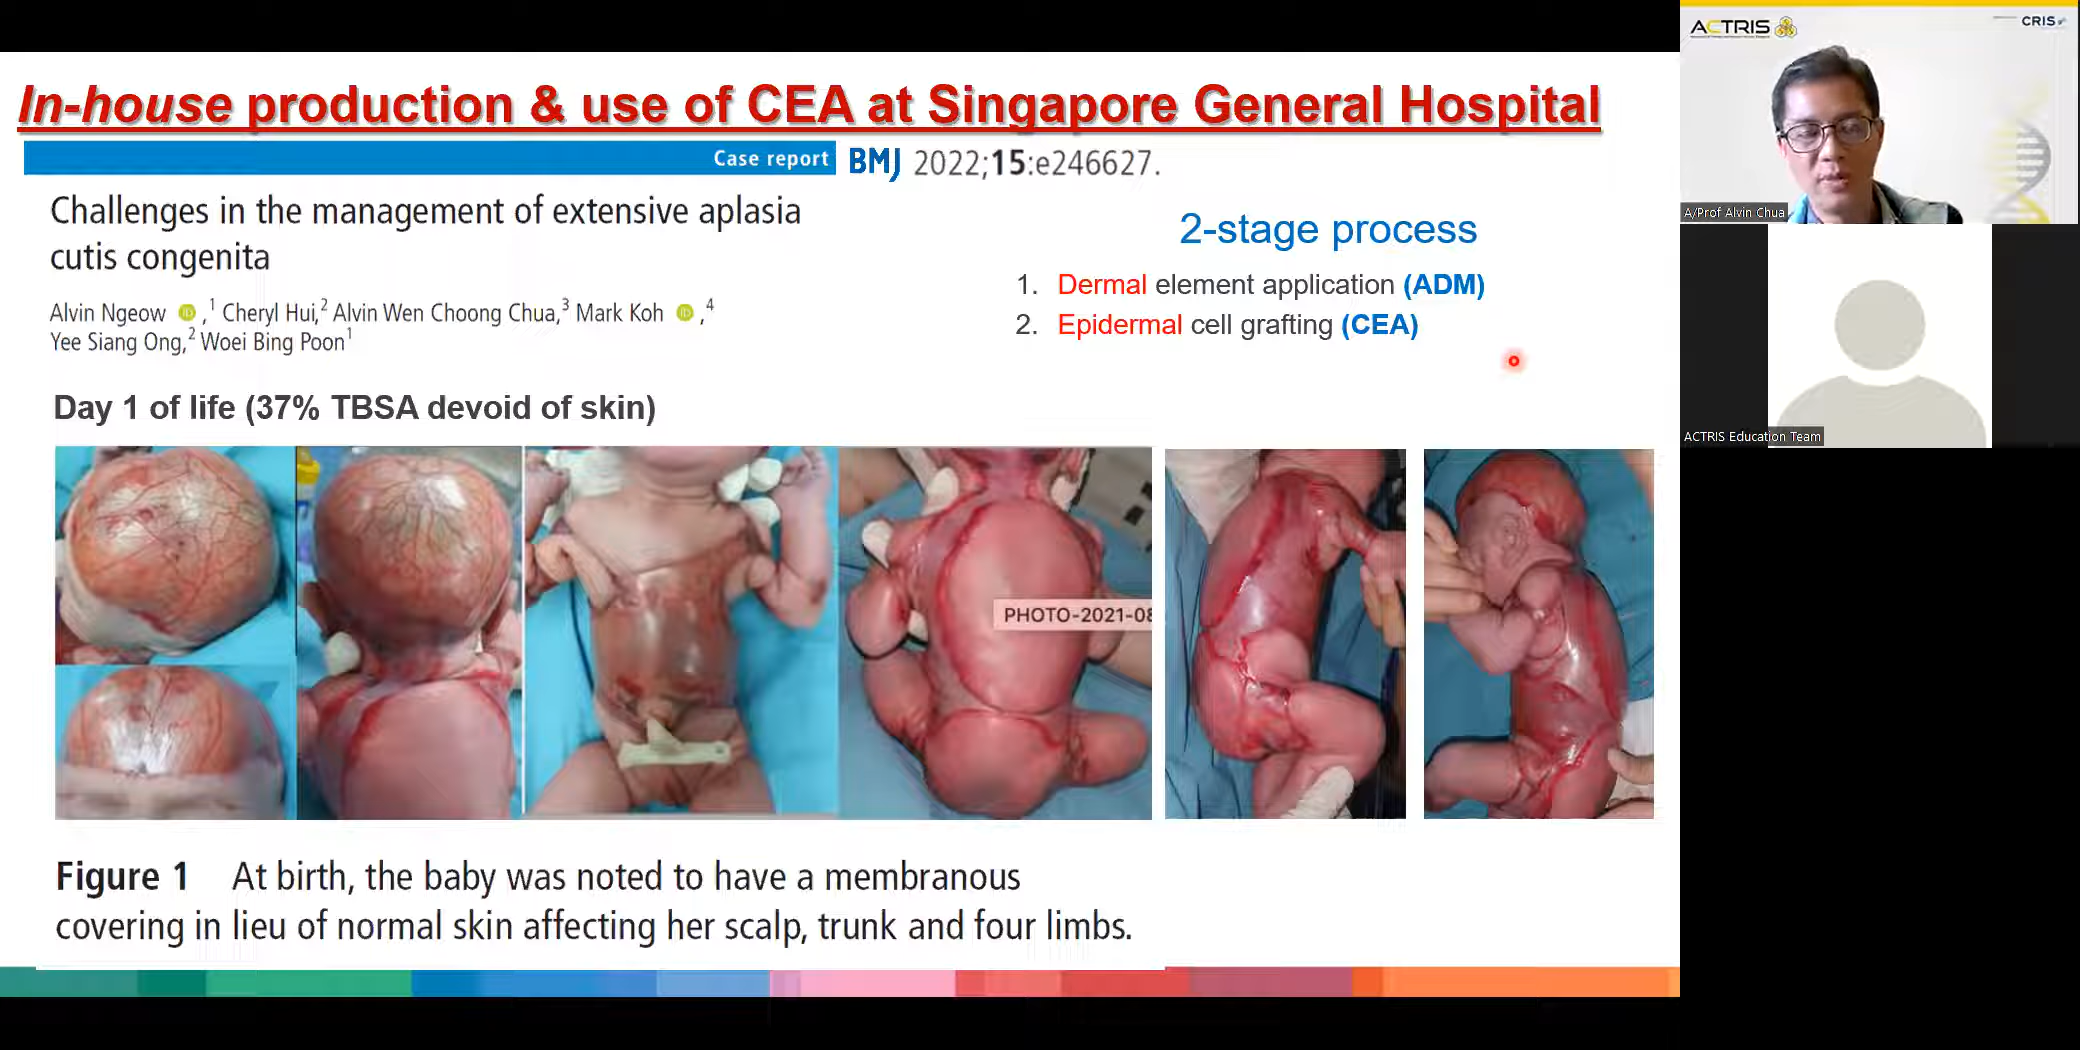 In-house production & use of CEA at Singapore General Hospital
Case report BMJ 2022;15:e246627.
Challenges in the management of extensive aplasia
cutis congenita
Alvin Ngeow ,1 Cheryl Hui,2 Alvin Wen Choong Chua,3 Mark Koh ,4
Yee Siang Ong,2 Woei Bing Poon1
2-stage process
1. Dermal element application (ADM)
2. Epidermal cell grafting (CEA)
Day 1 of life (37% TBSA devoid of skin)
PHOTO-2021-08
Figure 1 At birth, the baby was noted to have a membranous
covering in lieu of normal skin affecting her scalp, trunk and four limbs.
ACTRIS
CRIS
A/Prof Alvin Chua
ACTRIS Education Team